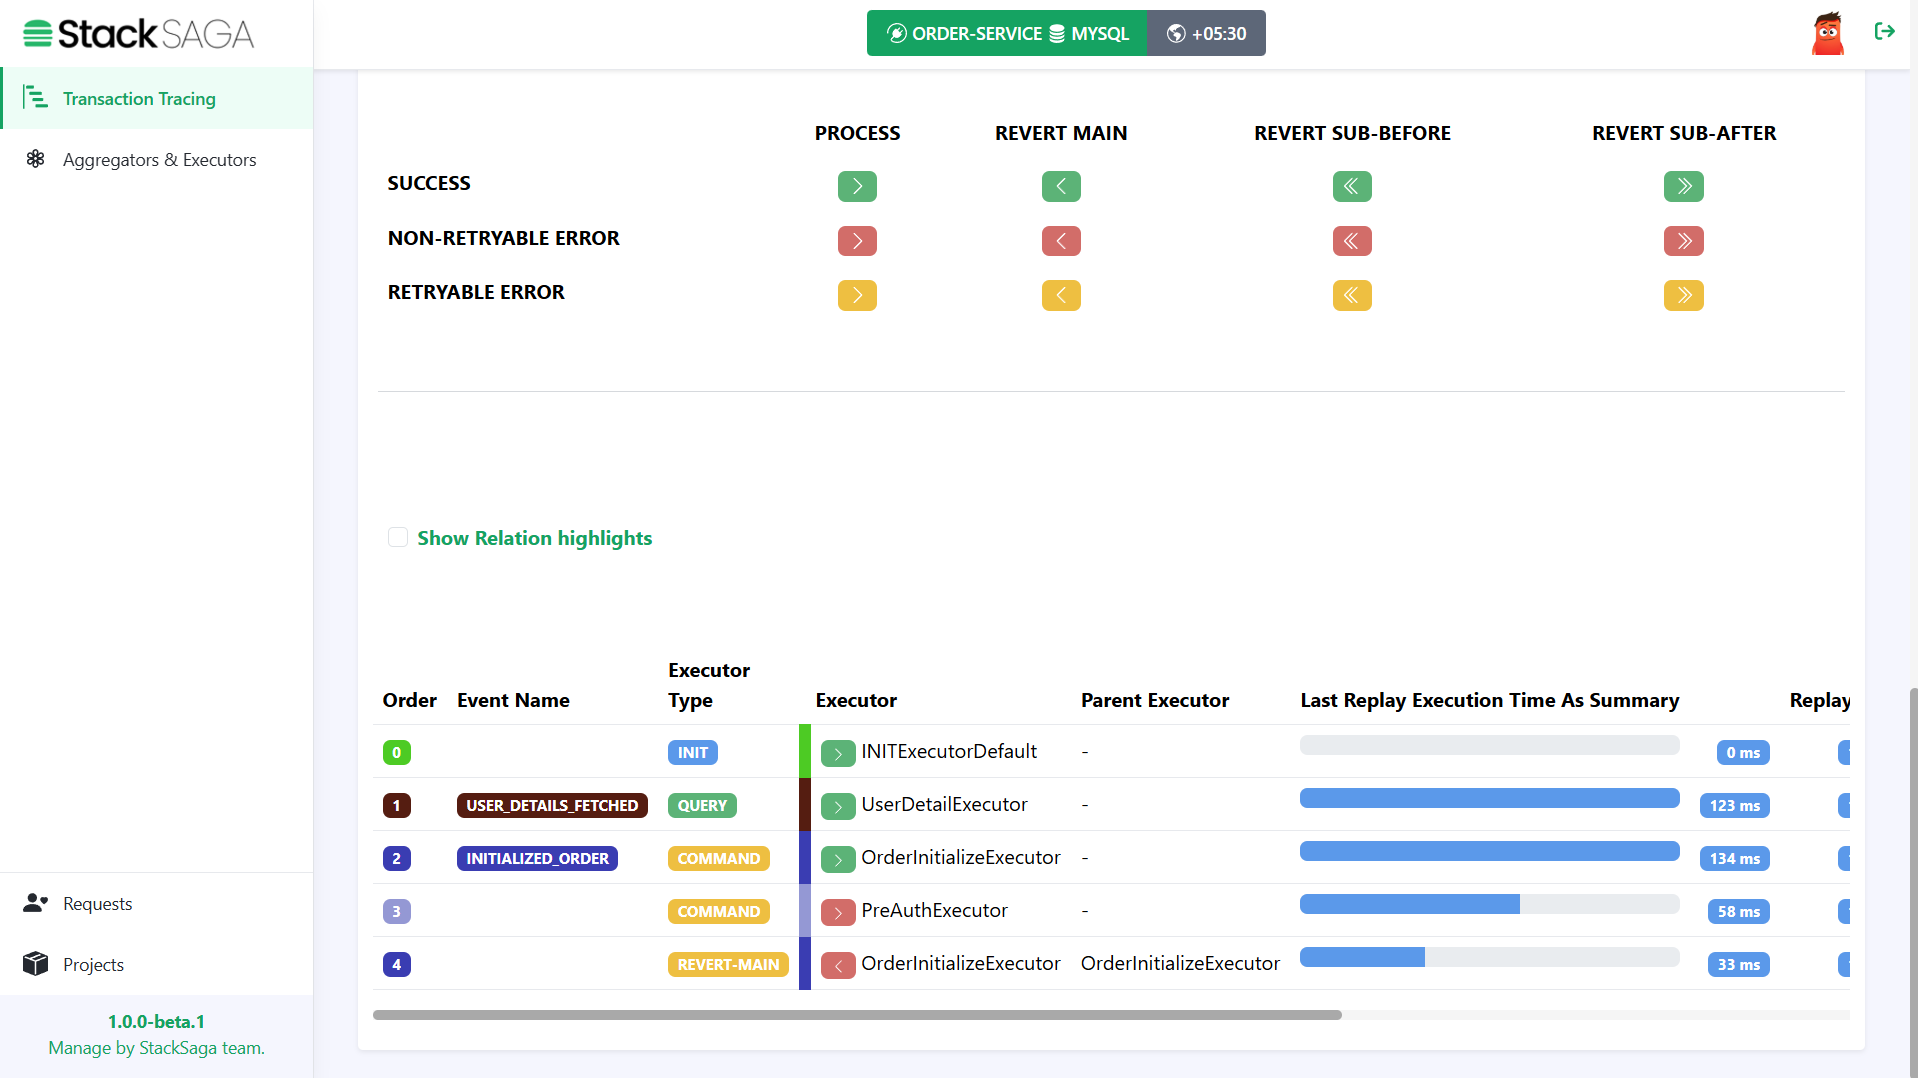 StackSAGA
ORDER-SERVICE MYSQL +05:30
Transaction Tracing
Aggregators & Executors
PROCESS REVERT MAIN REVERT SUB-BEFORE REVERT SUB-AFTER
SUCCESS
NON-RETRYABLE ERROR
RETRYABLE ERROR
Show Relation highlights
Order Event Name Executor Type Executor Parent Executor Last Replay Execution Time As Summary Replay
0 INIT INITExecutorDefault - 0 ms
1 USER_DETAILS_FETCHED QUERY UserDetailExecutor - 123 ms
2 INITIALIZED_ORDER COMMAND OrderInitializeExecutor - 134 ms
3 COMMAND PreAuthExecutor - 58 ms
4 REVERT-MAIN OrderInitializeExecutor OrderInitializeExecutor 33 ms
Requests
Projects
1.0.0-beta.1
Manage by StackSaga team.